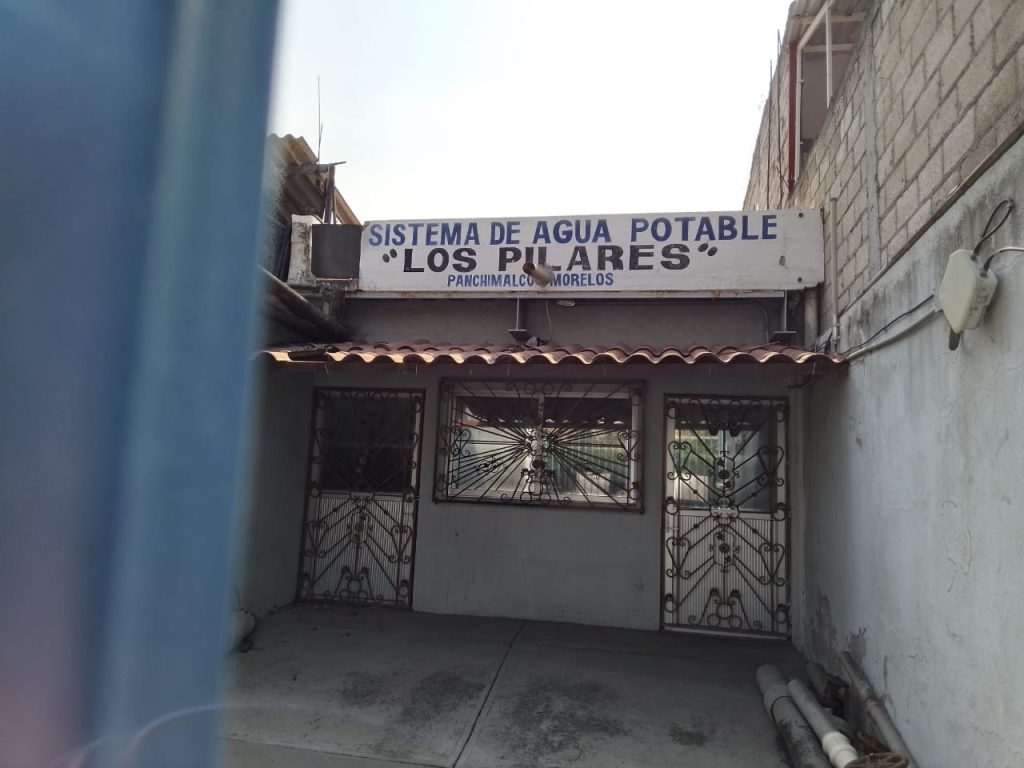 SISTEMA DE AGUA POTABLE
"LOS PILARES"
PANCHIMALCO MORELOS